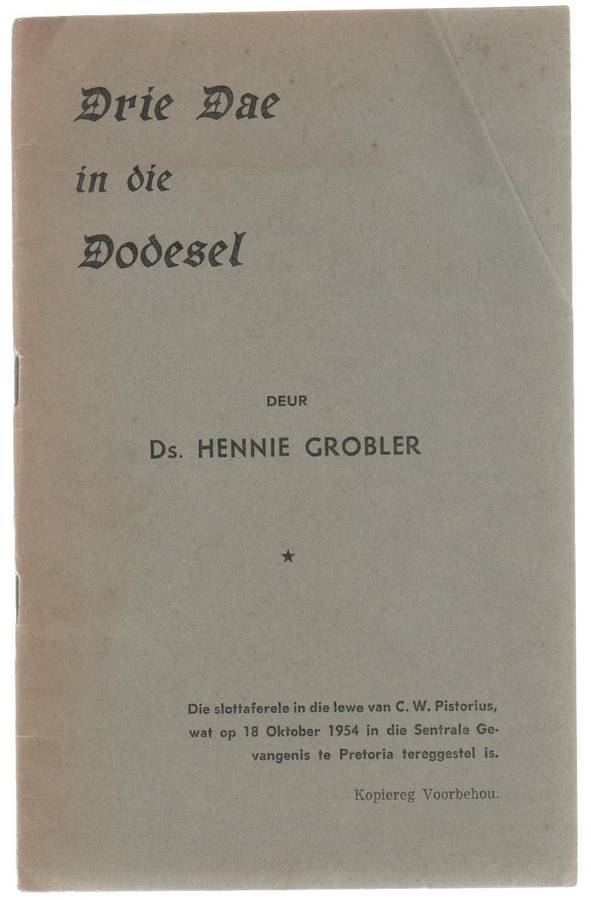 Drie Dae
in die
Dodesel
DEUR
Ds. HENNIE GROBLER
Die slottaferele in die lewe van C. W. Pistorius,
wat op 18 Oktober 1954 in die Sentrale Ge-
vangenis te Pretoria tereggestel is.
Kopiereg Voorbehou.